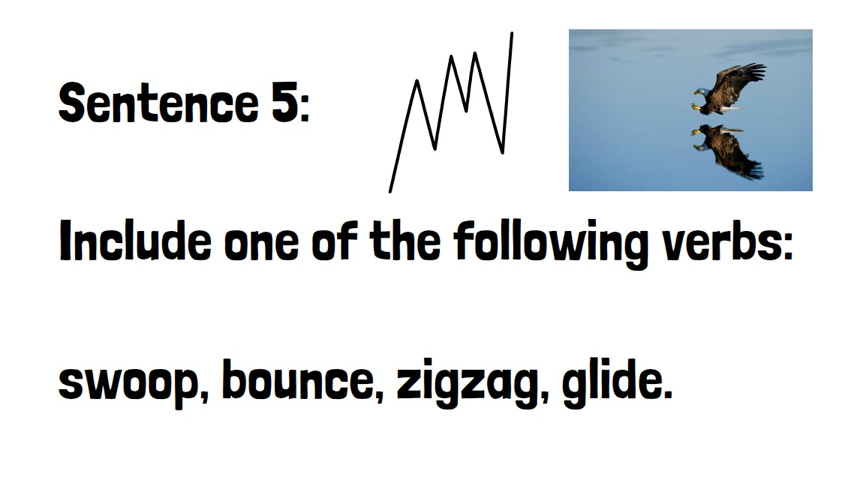 Sentence 5:
Include one of the following verbs:
swoop, bounce, zigzag, glide.